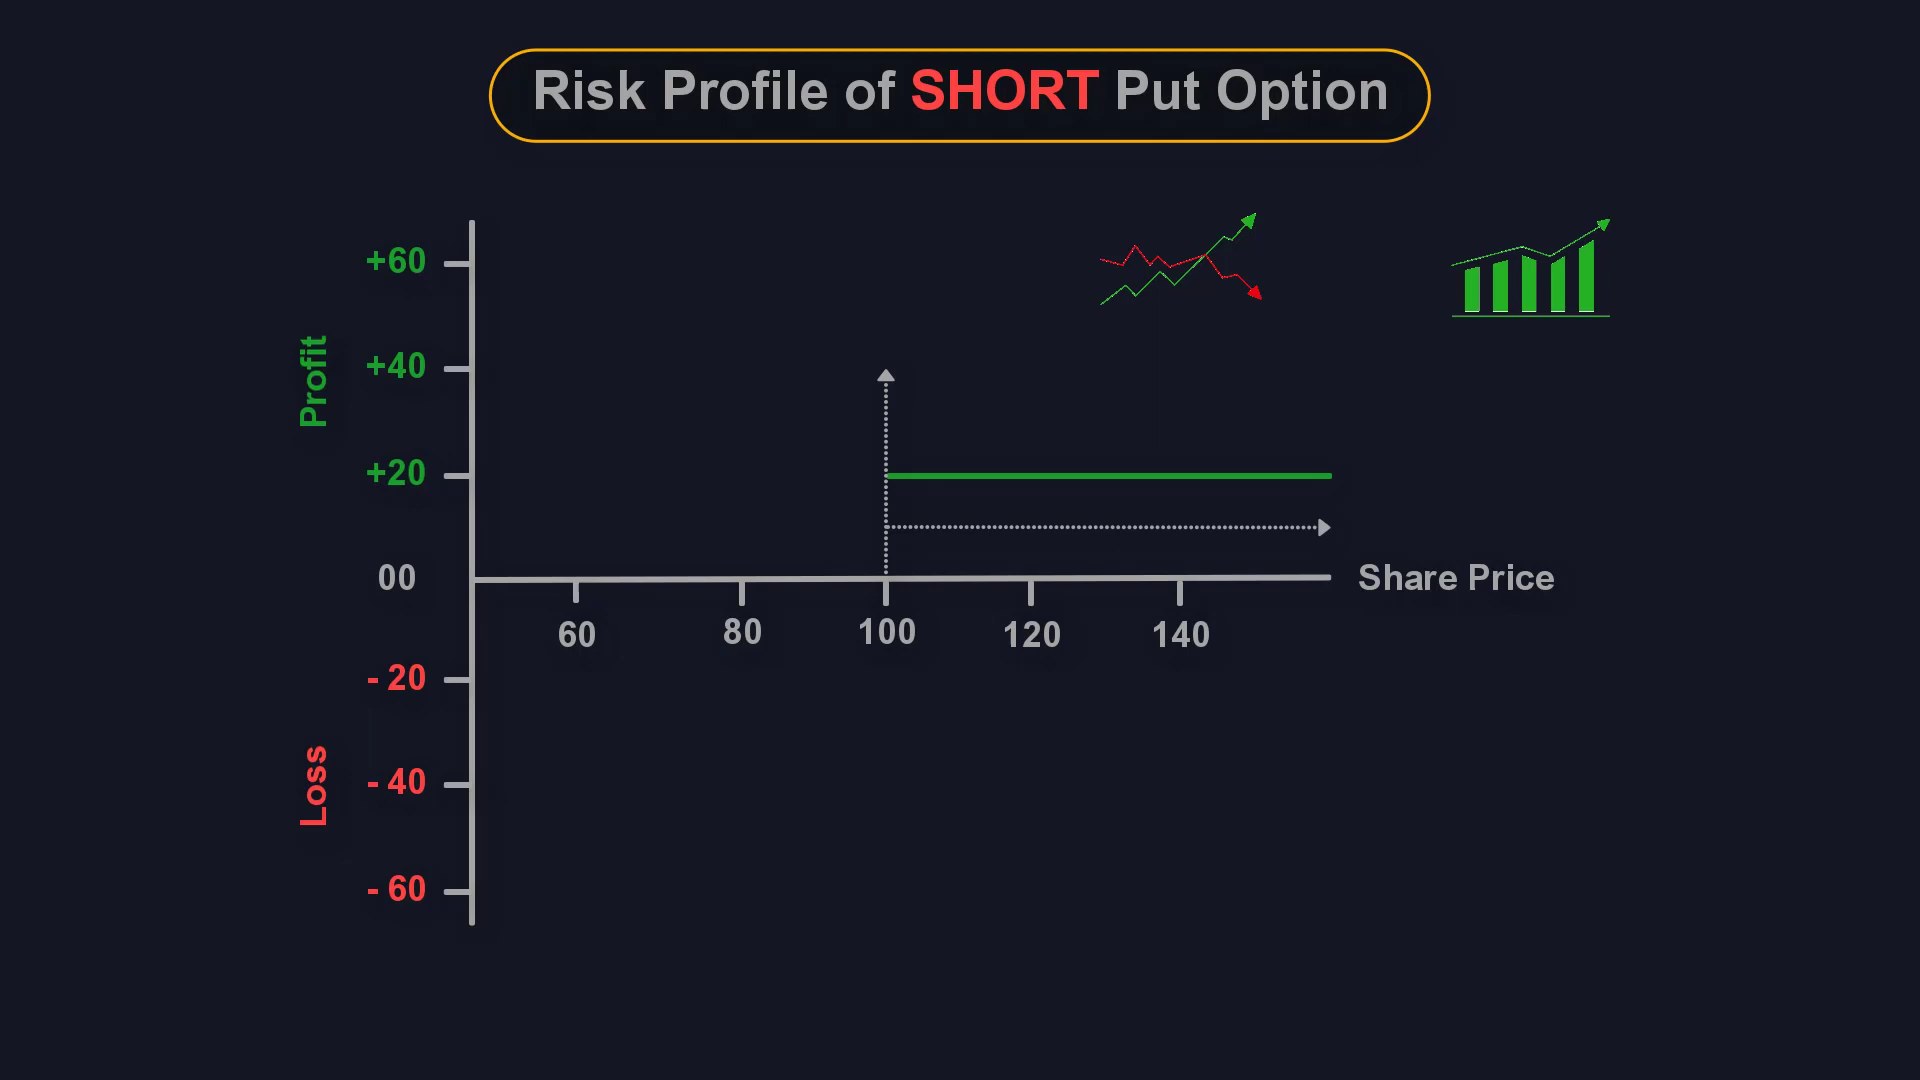 Risk Profile of SHORT Put Option
+60
+40
Profit
+20
00
Share Price
60 80 100 120 140
- 20
- 40
Loss
- 60